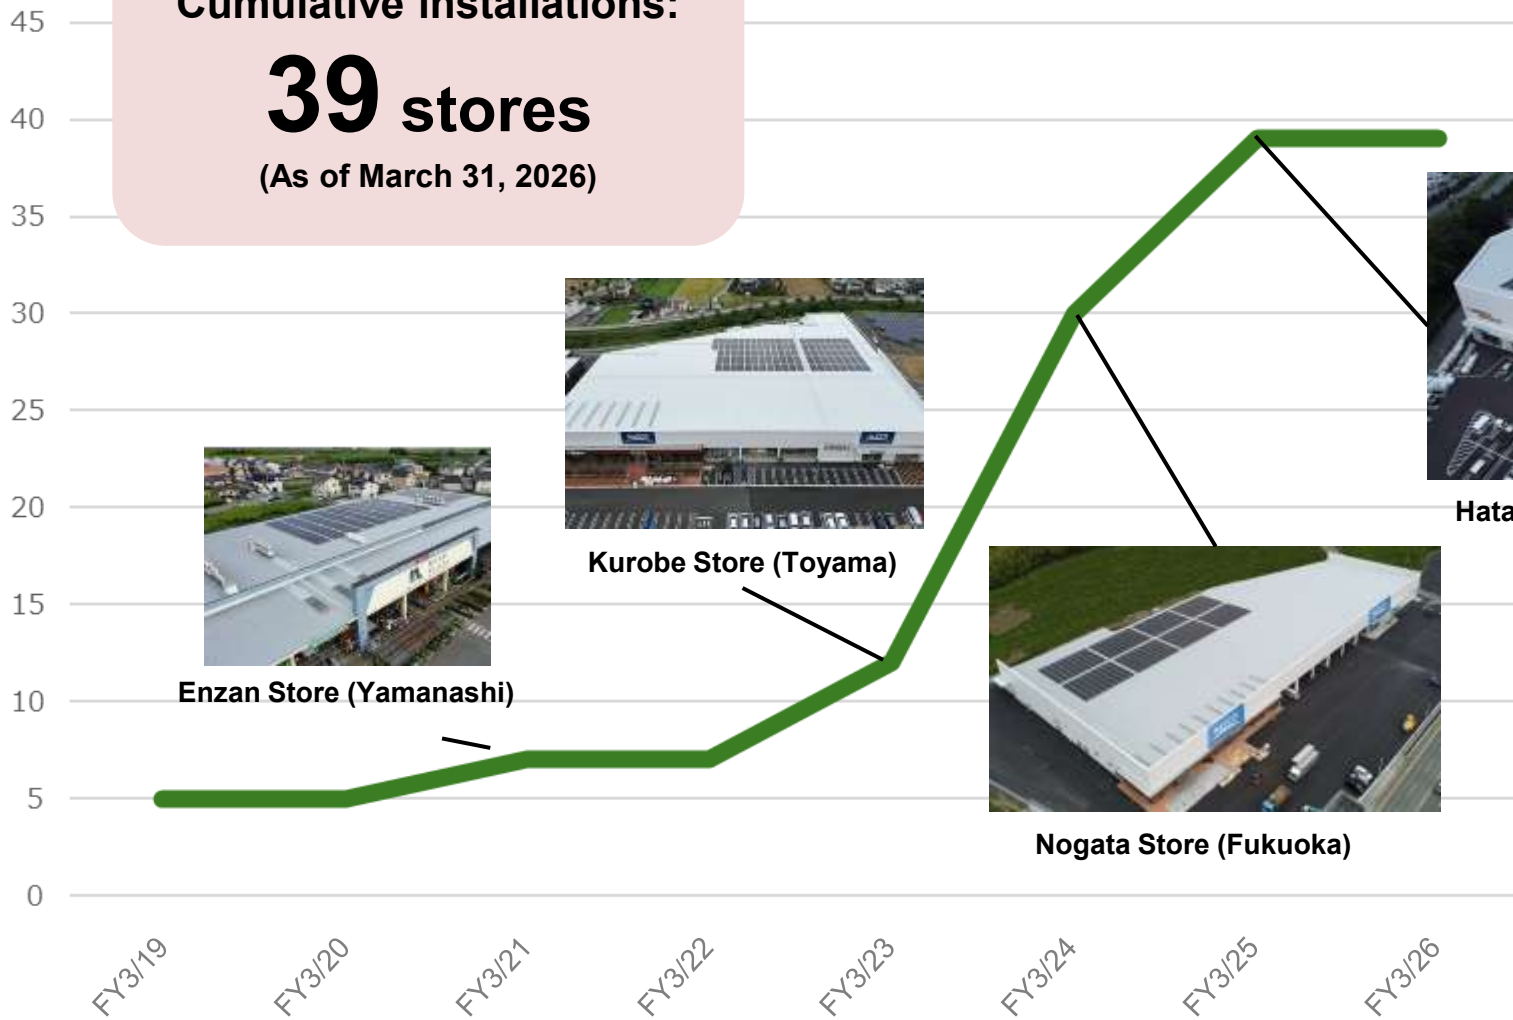 Cumulative Installations:
39 stores
(As of March 31, 2026)
45
40
35
30
25
20
15
10
5
0
Enzan Store (Yamanashi)
Kurobe Store (Toyama)
Nogata Store (Fukuoka)
Hata
FY3/19
FY3/20
FY3/21
FY3/22
FY3/23
FY3/24
FY3/25
FY3/26